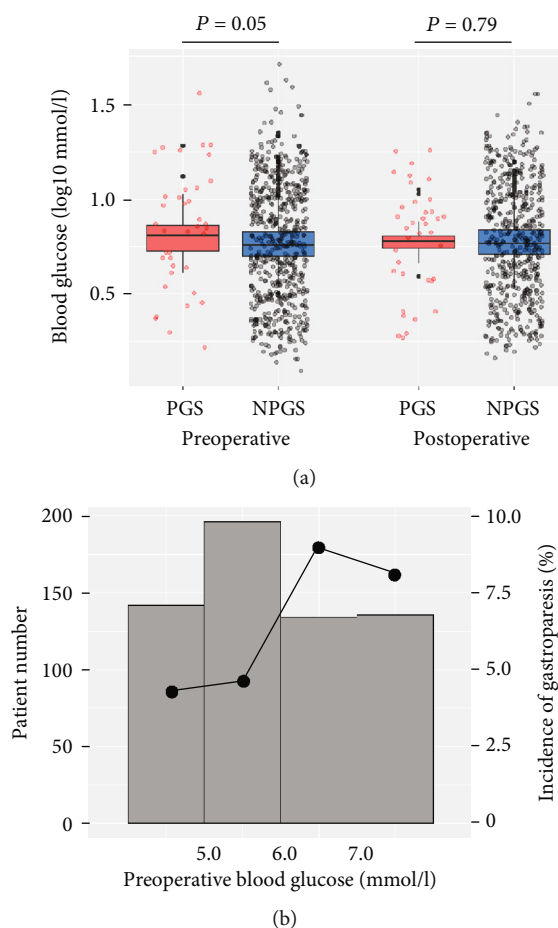 P = 0.05
P = 0.79
Blood glucose (log10 mmol/l)
1.5
1.0
0.5
PGS
NPGS
PGS
NPGS
Preoperative
Postoperative
(a)
Patient number
200
150
100
50
0
10.0
7.5
5.0
2.5
0
Incidence of gastroparesis (%)
5.0
6.0
7.0
Preoperative blood glucose (mmol/l)
(b)